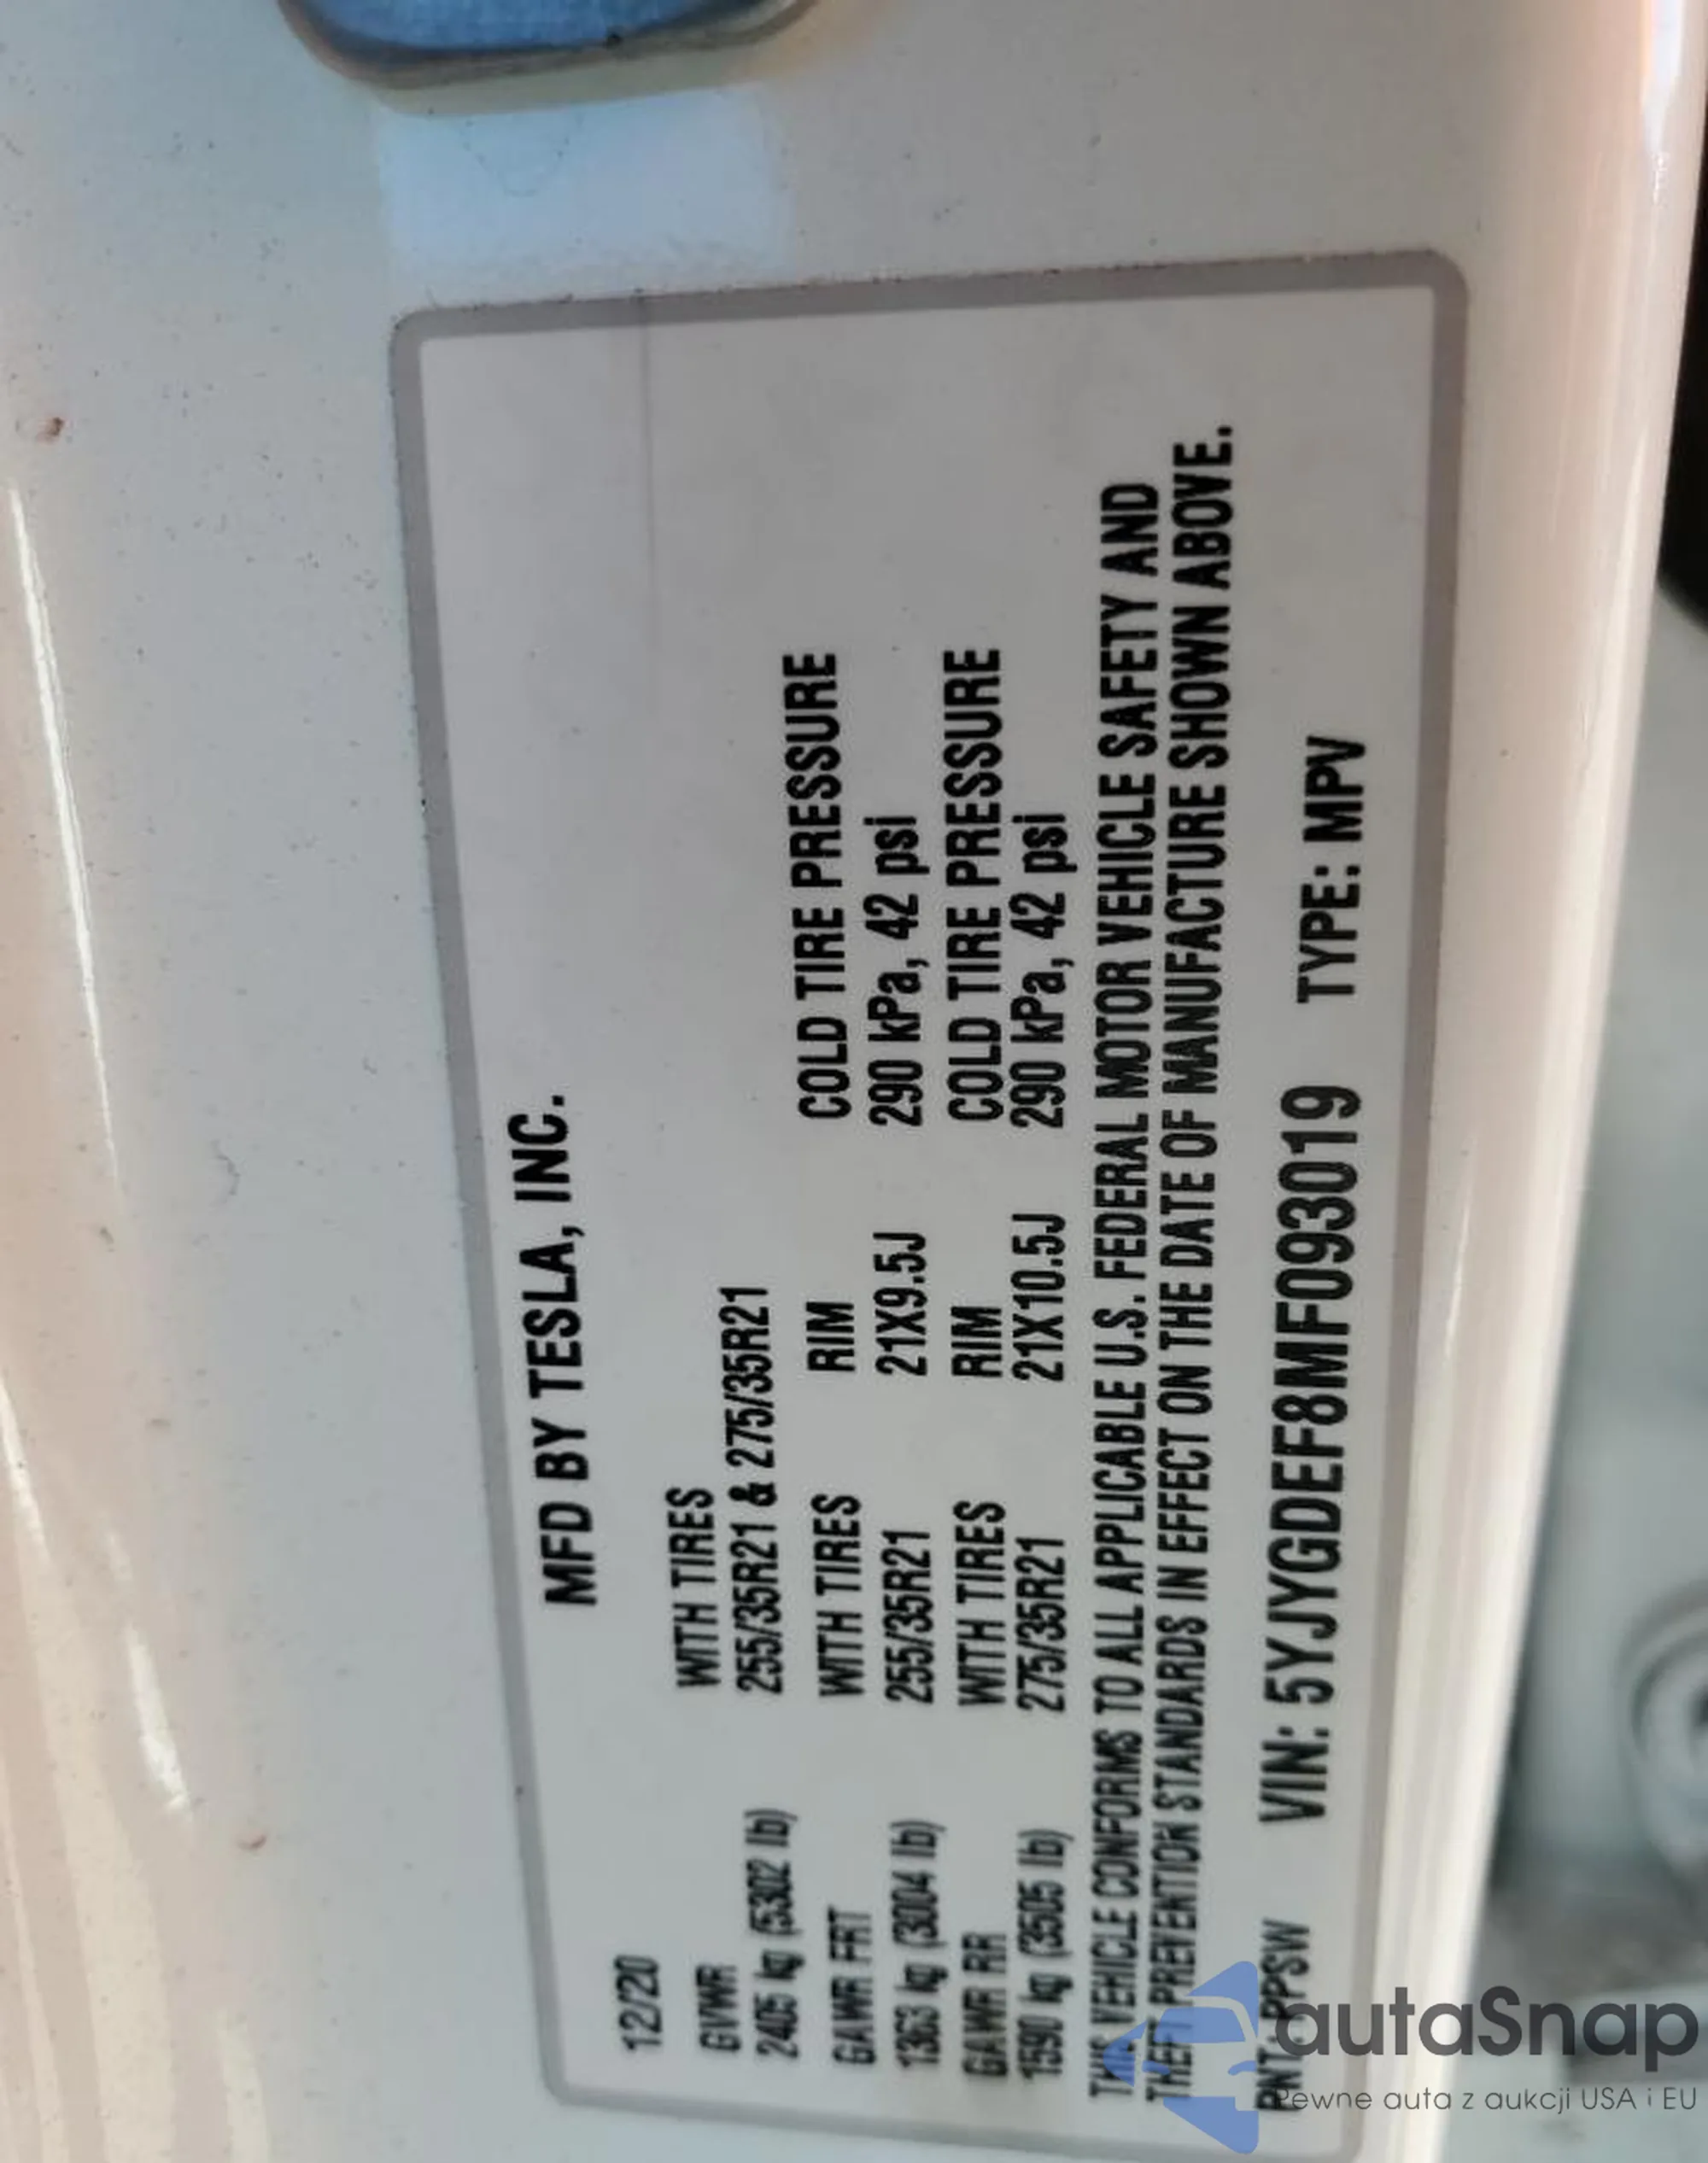 MFD BY TESLA, INC.
12/20
GVWR WITH TIRES
2405 kg (5302 lb) 255/35R21 & 275/35R21
GAWR FRT WITH TIRES RIM COLD TIRE PRESSURE
1363 kg (3004 lb) 255/35R21 21X9.5J 290 kPa, 42 psi
GAWR RR WITH TIRES RIM COLD TIRE PRESSURE
1590 kg (3505 lb) 275/35R21 21X10.5J 290 kPa, 42 psi
THIS VEHICLE CONFORMS TO ALL APPLICABLE U.S. FEDERAL MOTOR VEHICLE SAFETY AND
THEFT PREVENTION STANDARDS IN EFFECT ON THE DATE OF MANUFACTURE SHOWN ABOVE.
PNT: PPSW VIN: 5YJYGDEF8MF093019 TYPE: MPV
autaSnap
Pewne auta z aukcji USA i EU